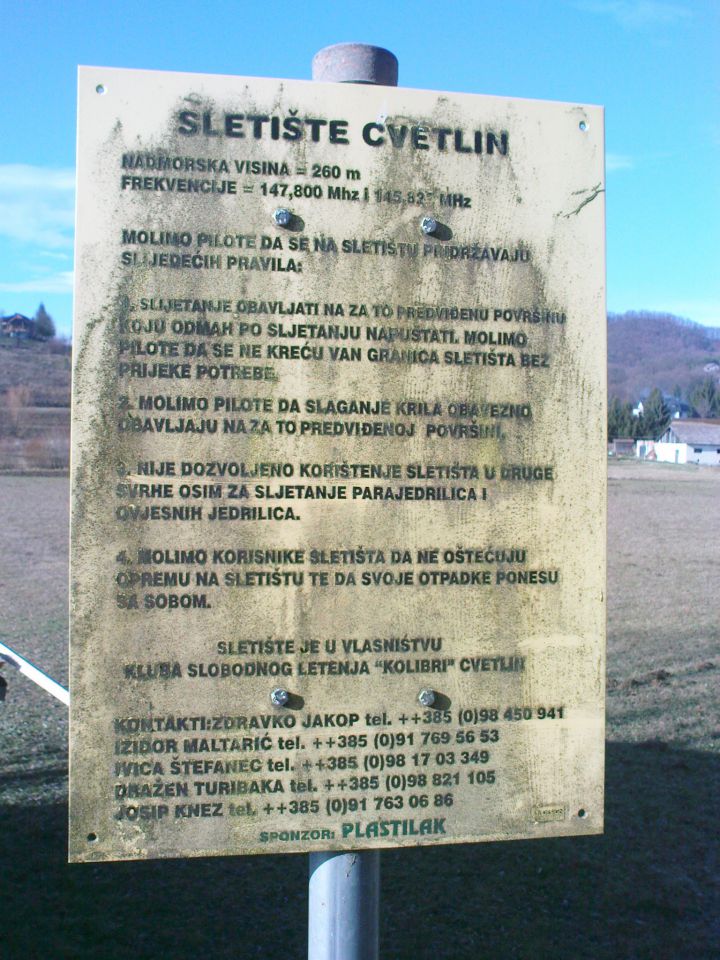 SLETIŠTE CVETLIN
NADMORSKA VISINA = 260 m
FREKVENCIJE = 147,800 Mhz i MHz
MOLIMO PILOTE DA SE NA SLETIŠTU PRIDRŽAVAJU
SLIJEDEĆIH PRAVILA:
1. SLIJETANJE OBAVLJATI NA ZA TO PREDVIĐENU POVRŠINU
KOJU ODMAH PO SLJETANJU NAPUSTATI. MOLIMO
PILOTE DA SE NE KREĆU VAN GRANICA SLETIŠTA BEZ
PRIJEKE POTREBE.
2. MOLIMO PILOTE DA SLAGANJE KRILA OBAVEZNO
OBAVLJAJU NA ZA TO PREDVIĐENOJ POVRŠINI.
3. NIJE DOZVOLJENO KORIŠTENJE SLETIŠTA U DRUGE
SVRHE OSIM ZA SLJETANJE PARAJEDRILICA I
OVJESNIH JEDRILICA.
4. MOLIMO KORISNIKE SLETIŠTA DA NE OŠTEĆUJU
OPREMU NA SLETIŠTU TE DA SVOJE OTPADKE PONESU
SA SOBOM.
SLETIŠTE JE U VLASNIŠTVU
KLUBA SLOBODNOG LETENJA "KOLIBRI" CVETLIN
KONTAKTI:ZDRAVKO JAKOP tel. ++385 (0)98 450 941
IZIDOR MALTARIĆ tel. ++385 (0)91 769 56 53
IVICA ŠTEFANEC tel. ++385 (0)98 17 03 349
DRAŽEN TURIBAKA tel. ++385 (0)98 821 105
JOSIP KNEZ tel. ++385 (0)91 763 06 86
SPONZOR: PLASTILAK